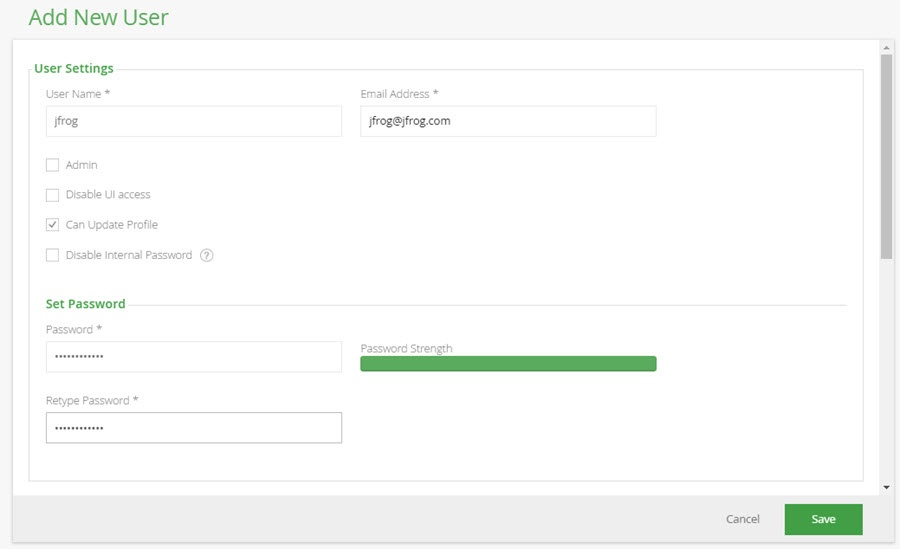 Add New User
User Settings
User Name * Email Address *
jfrog jfrog@jfrog.com
Admin
Disable UI access
Can Update Profile
Disable Internal Password ?
Set Password
Password *
Password Strength
••••••••••••
Retype Password *
••••••••••••
Cancel Save